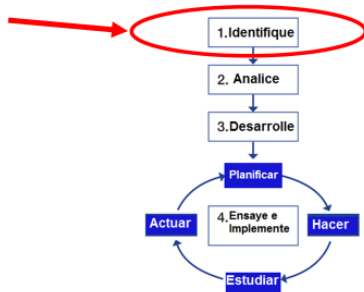 1.Identifique
2. Analice
3.Desarrolle
Planificar
Actuar
4.Ensaye e
Implemente
Hacer
Estudiar